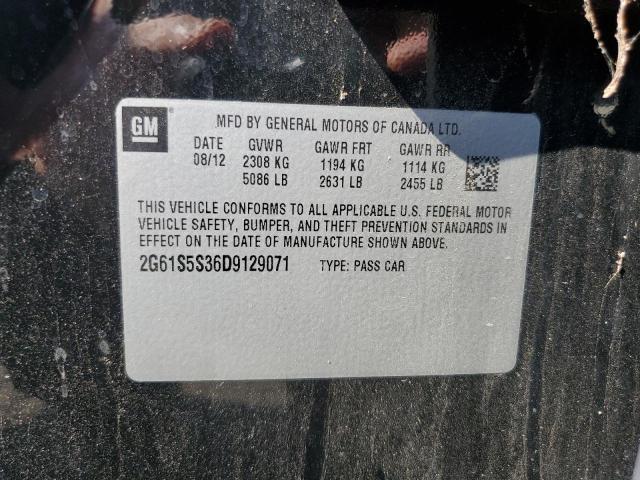 GM
MFD BY GENERAL MOTORS OF CANADA LTD.
DATE GVWR GAWR FRT GAWR RR
08/12 2308 KG 1194 KG 1114 KG
5086 LB 2631 LB 2455 LB
THIS VEHICLE CONFORMS TO ALL APPLICABLE U.S. FEDERAL MOTOR
VEHICLE SAFETY, BUMPER, AND THEFT PREVENTION STANDARDS IN
EFFECT ON THE DATE OF MANUFACTURE SHOWN ABOVE.
2G61S5S36D9129071 TYPE: PASS CAR